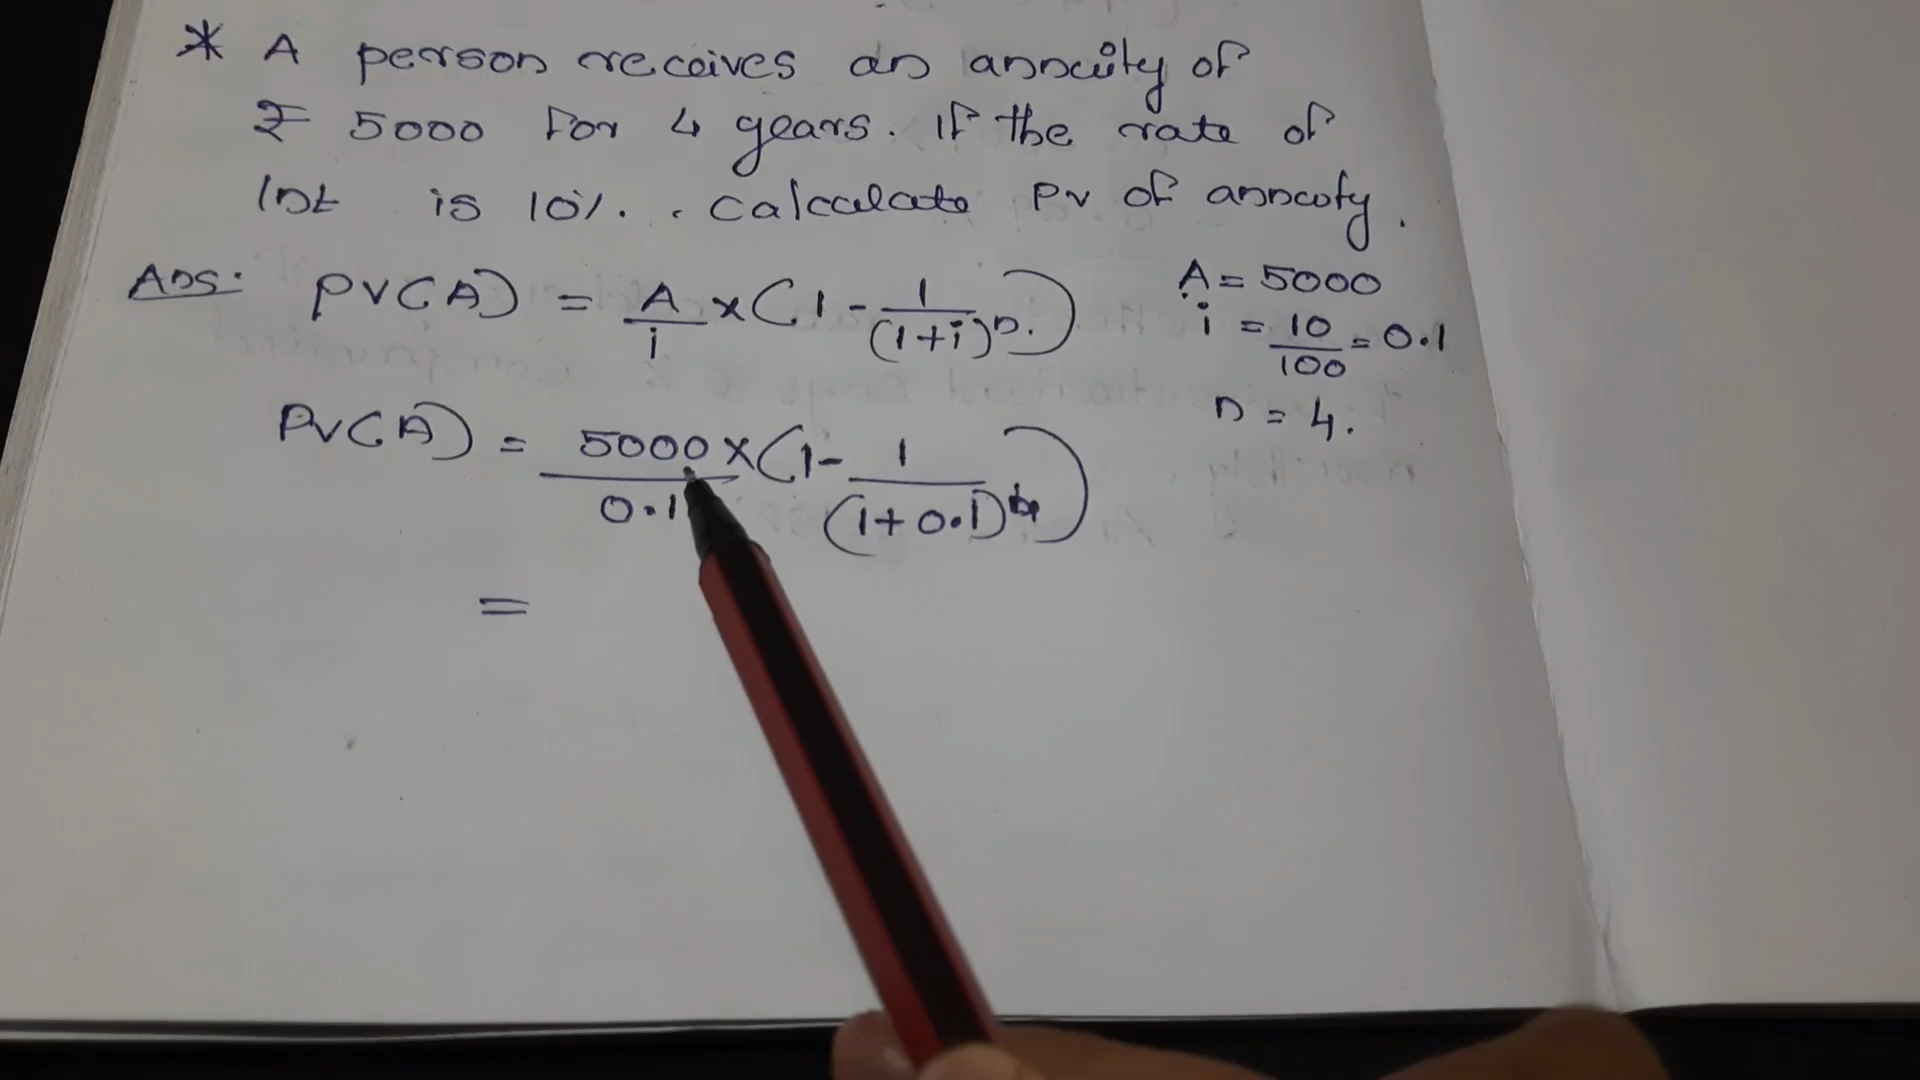 * A person receives an annuity of
₹ 5000 for 4 years. If the rate of
Int is 10%. . calculate PV of annuity.
Ans: PV(A) = A/i × (1 - 1/(1+i)^n.)
A = 5000
i = 10/100 = 0.1
n = 4.
PV(A) = 5000/0.1 × (1 - 1/(1+0.1)^4)
=